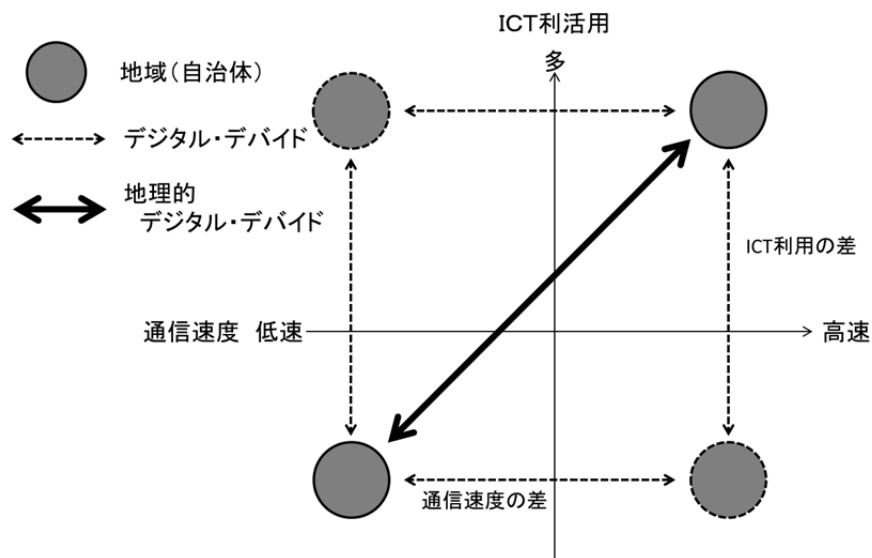 ICT利活用
多
地域（自治体）
デジタル・デバイド
地理的
デジタル・デバイド
ICT利用の差
通信速度 低速
高速
通信速度の差